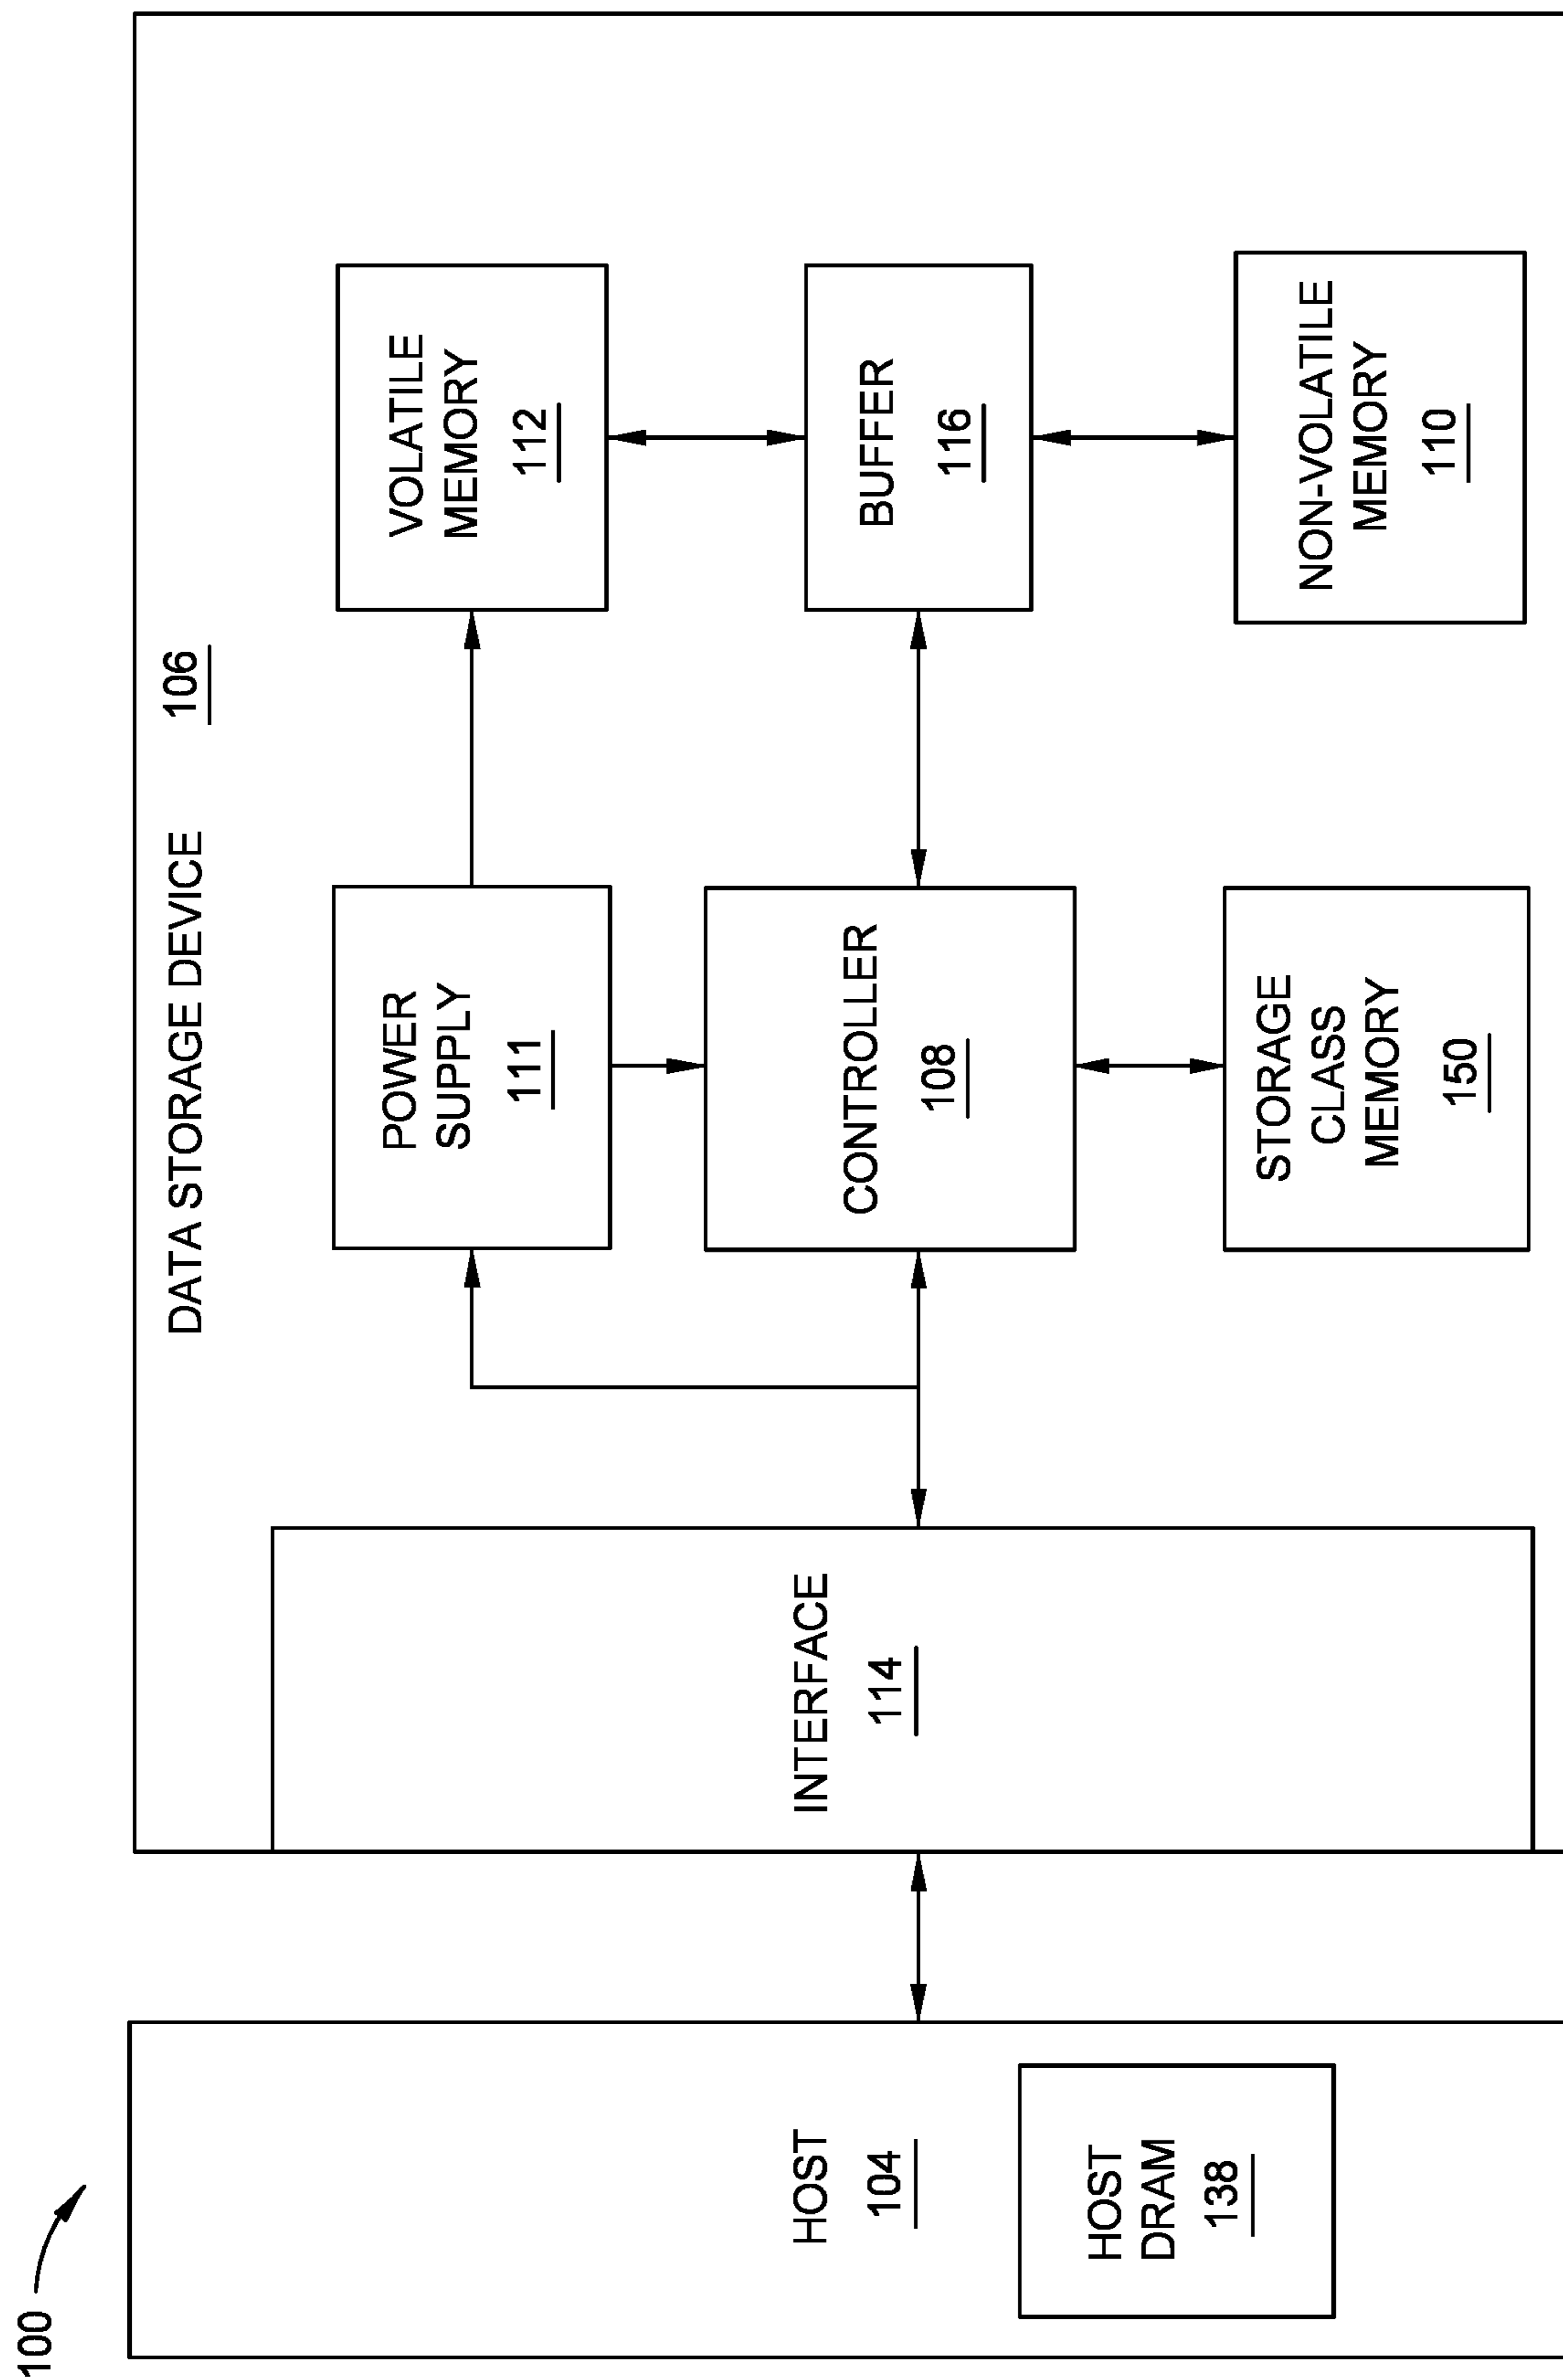 100
HOST
104
HOST
DRAM
138
DATA STORAGE DEVICE
106
INTERFACE
114
POWER
SUPPLY
111
VOLATILE
MEMORY
112
CONTROLLER
108
BUFFER
116
STORAGE
CLASS
MEMORY
150
NON-VOLATILE
MEMORY
110